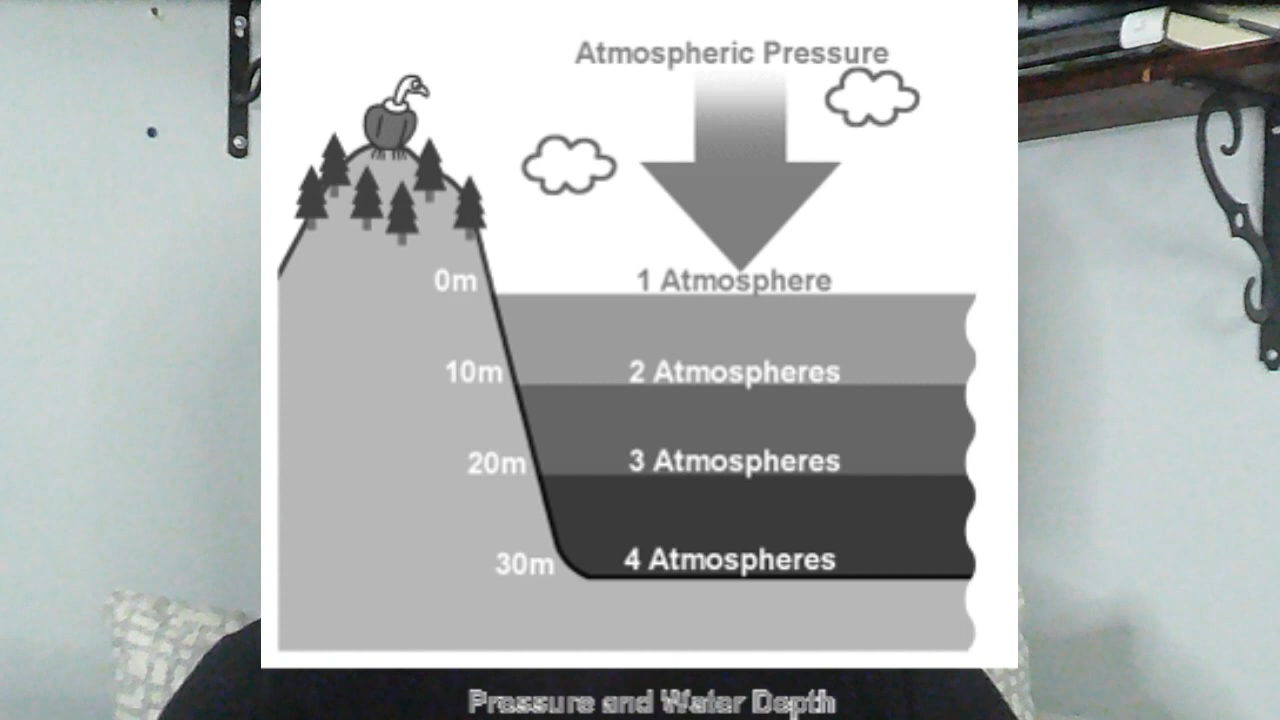 Atmospheric Pressure
0m
1 Atmosphere
10m
2 Atmospheres
20m
3 Atmospheres
30m
4 Atmospheres
Pressure and Water Depth